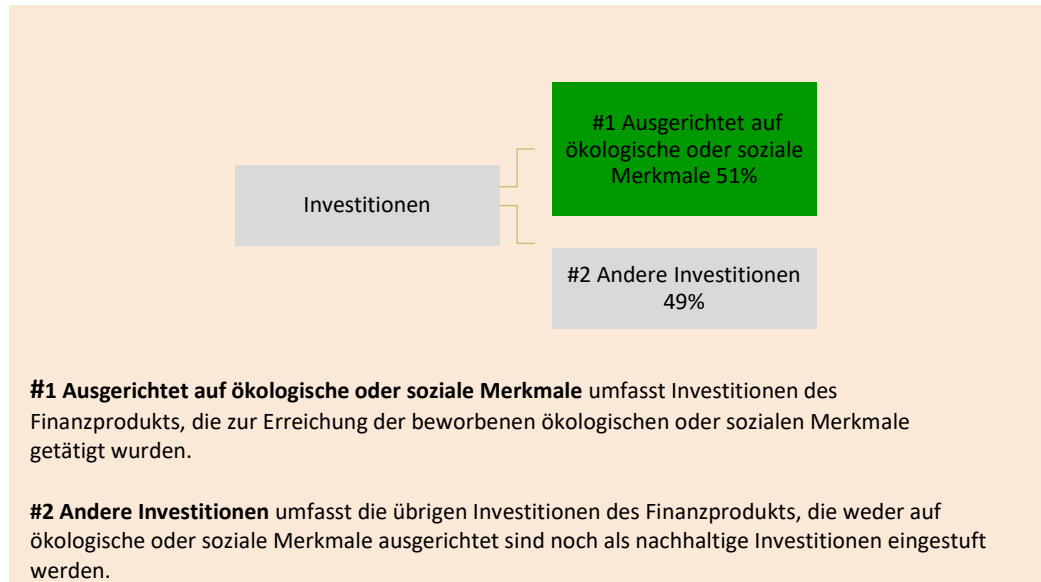 #1 Ausgerichtet auf
ökologische oder soziale
Merkmale 51%
Investitionen
#2 Andere Investitionen
49%
#1 Ausgerichtet auf ökologische oder soziale Merkmale umfasst Investitionen des
Finanzprodukts, die zur Erreichung der beworbenen ökologischen oder sozialen Merkmale
getätigt wurden.
#2 Andere Investitionen umfasst die übrigen Investitionen des Finanzprodukts, die weder auf
ökologische oder soziale Merkmale ausgerichtet sind noch als nachhaltige Investitionen eingestuft
werden.